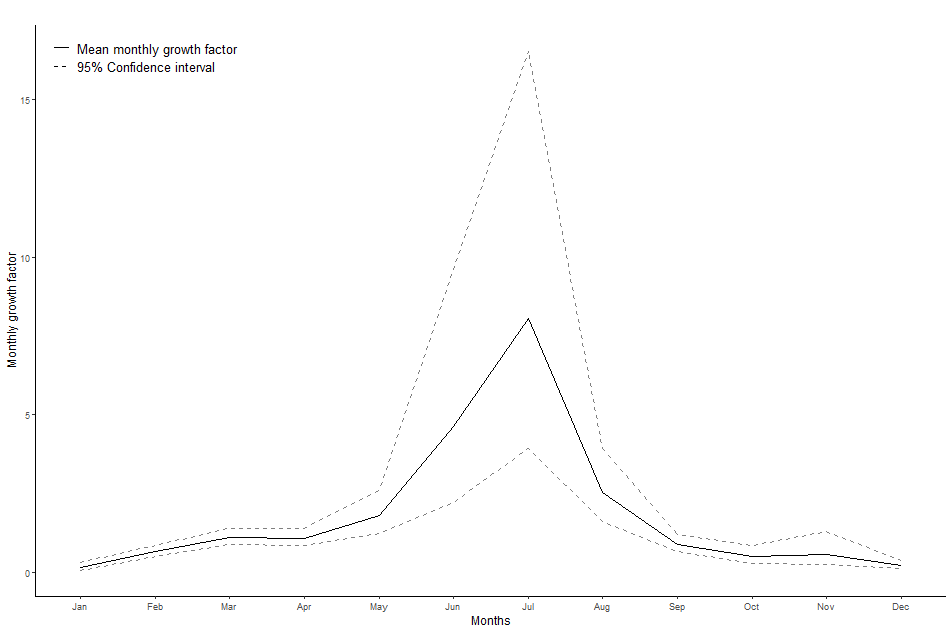 Mean monthly growth factor
95% Confidence interval
15
10
5
0
Monthly growth factor
Jan Feb Mar Apr May Jun Jul Aug Sep Oct Nov Dec
Months